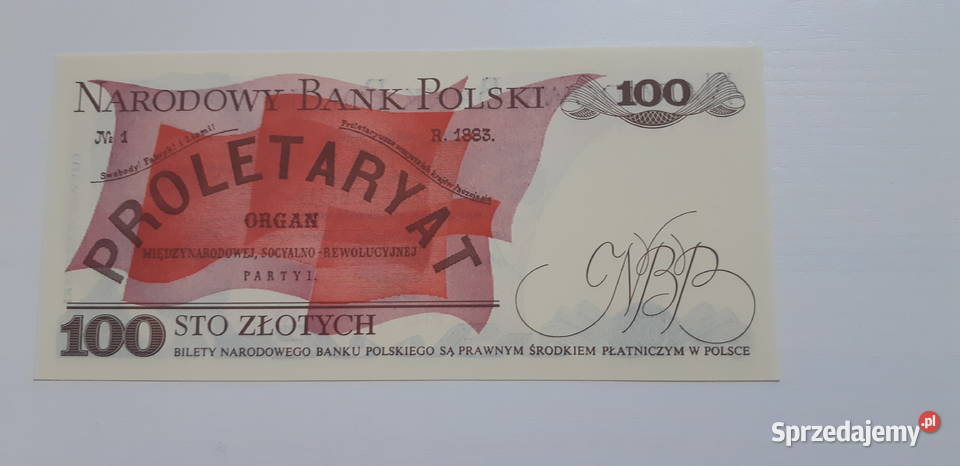 NARODOWY BANK POLSKI 100
№ 1 R. 1883.
Swobody! Fabryk! i Ziemi! Proletaryusze wszystkich krajów łączcie się
PROLETARYAT
ORGAN
MIĘDZYNARODOWEJ, SOCYALNO-REWOLUCYJNEJ
PARTYI.
NBP
100 STO ZŁOTYCH
BILETY NARODOWEGO BANKU POLSKIEGO SĄ PRAWNYM ŚRODKIEM PŁATNICZYM W POLSCE
Sprzedajemy.pl